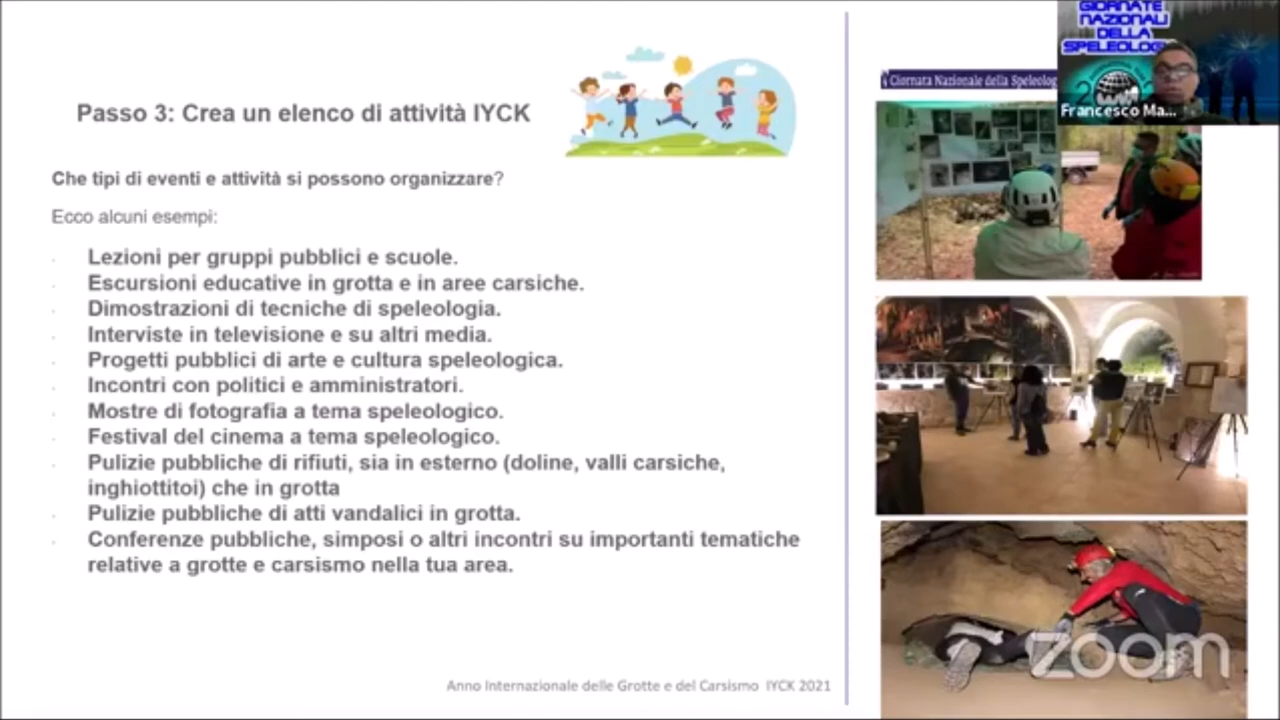 Passo 3: Crea un elenco di attività IYCK
Che tipi di eventi e attività si possono organizzare?
Ecco alcuni esempi:
Lezioni per gruppi pubblici e scuole.
Escursioni educative in grotta e in aree carsiche.
Dimostrazioni di tecniche di speleologia.
Interviste in televisione e su altri media.
Progetti pubblici di arte e cultura speleologica.
Incontri con politici e amministratori.
Mostre di fotografia a tema speleologico.
Festival del cinema a tema speleologico.
Pulizie pubbliche di rifiuti, sia in esterno (doline, valli carsiche,
inghiottitoi) che in grotta
Pulizie pubbliche di atti vandalici in grotta.
Conferenze pubbliche, simposi o altri incontri su importanti tematiche
relative a grotte e carsismo nella tua area.
Anno Internazionale delle Grotte e del Carsismo IYCK 2021
GIORNATE
NAZIONALI
DELLA
SPELEOLOG
Francesco Ma...
Giornata Nazionale della Speleolog
zoom